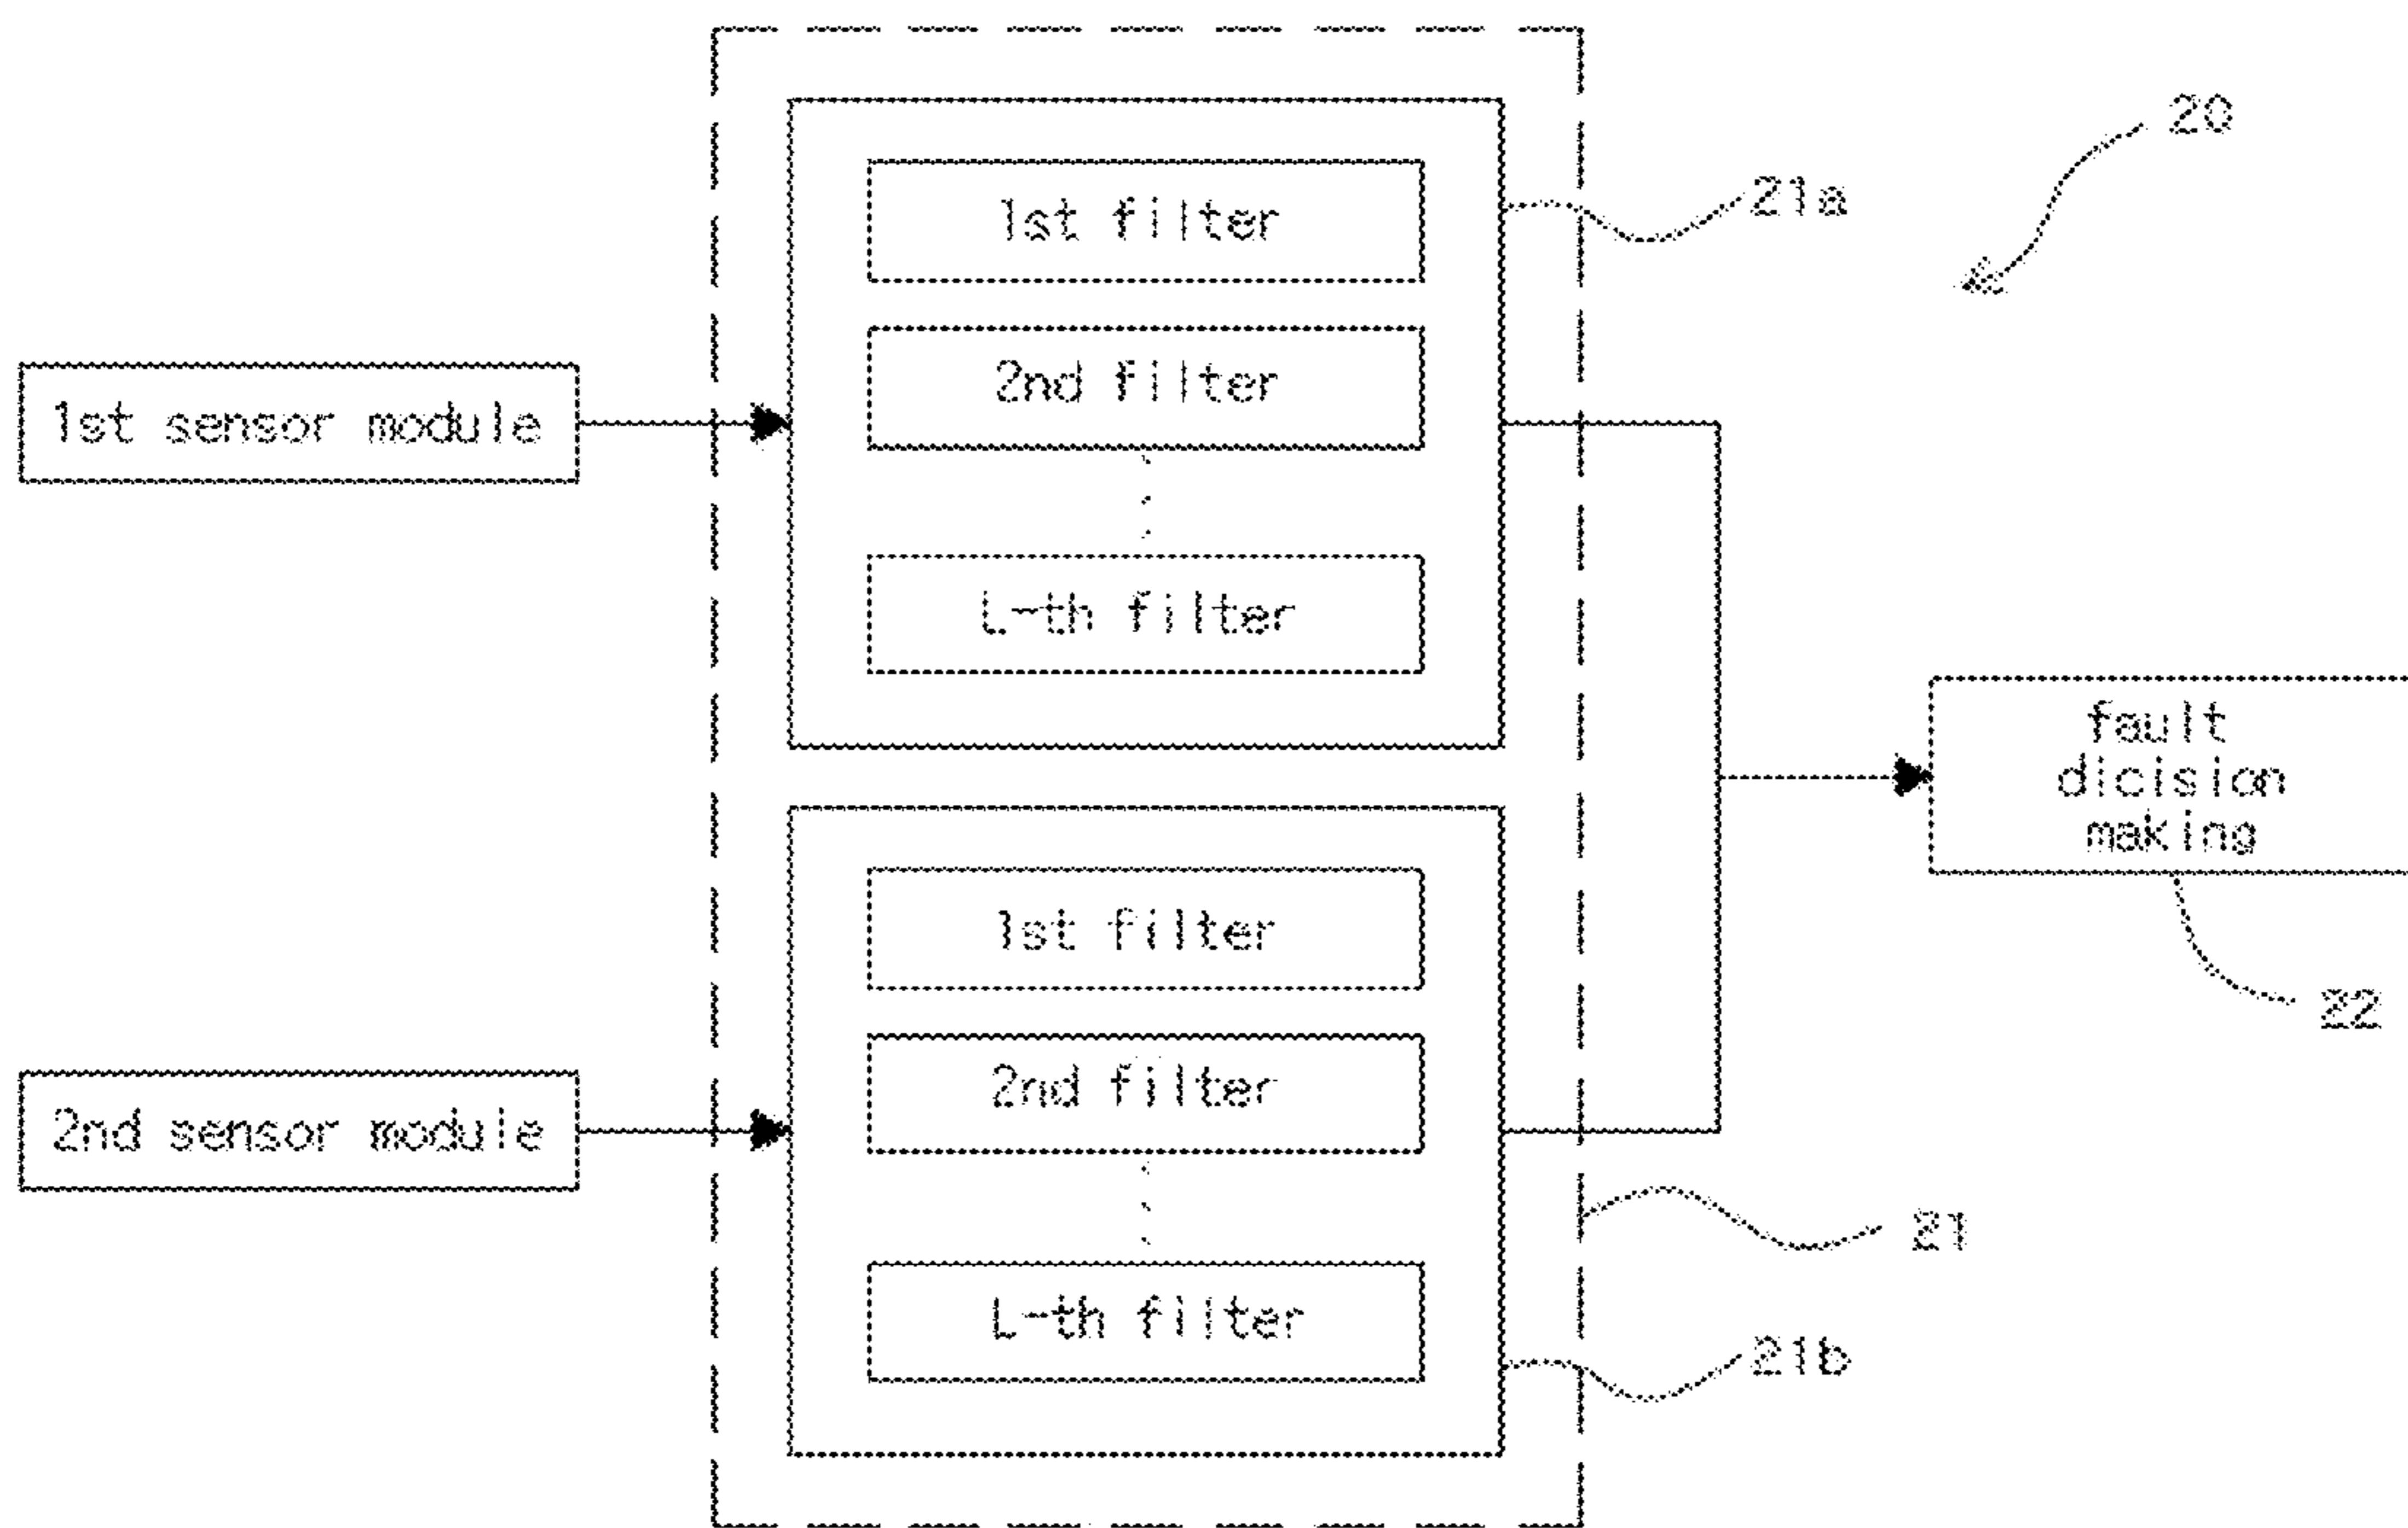 20
21a
1st filter
2nd filter
L-th filter
1st sensor module
fault
dicision
making
22
1st filter
2nd filter
L-th filter
2nd sensor module
21
21b